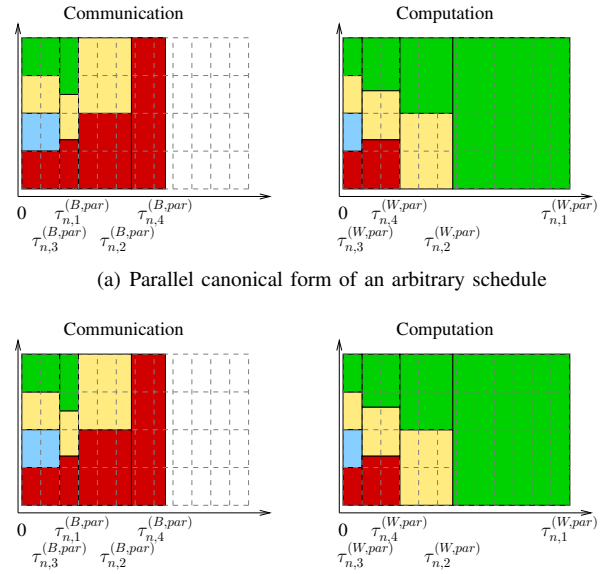 Communication Computation
0 τ_{n,1}^{(B,par)} τ_{n,4}^{(B,par)} 0 τ_{n,4}^{(W,par)} τ_{n,1}^{(W,par)}
τ_{n,3}^{(B,par)} τ_{n,2}^{(B,par)} τ_{n,3}^{(W,par)} τ_{n,2}^{(W,par)}
(a) Parallel canonical form of an arbitrary schedule
Communication Computation
0 τ_{n,1}^{(B,par)} τ_{n,4}^{(B,par)} 0 τ_{n,4}^{(W,par)} τ_{n,1}^{(W,par)}
τ_{n,3}^{(B,par)} τ_{n,2}^{(B,par)} τ_{n,3}^{(W,par)} τ_{n,2}^{(W,par)}